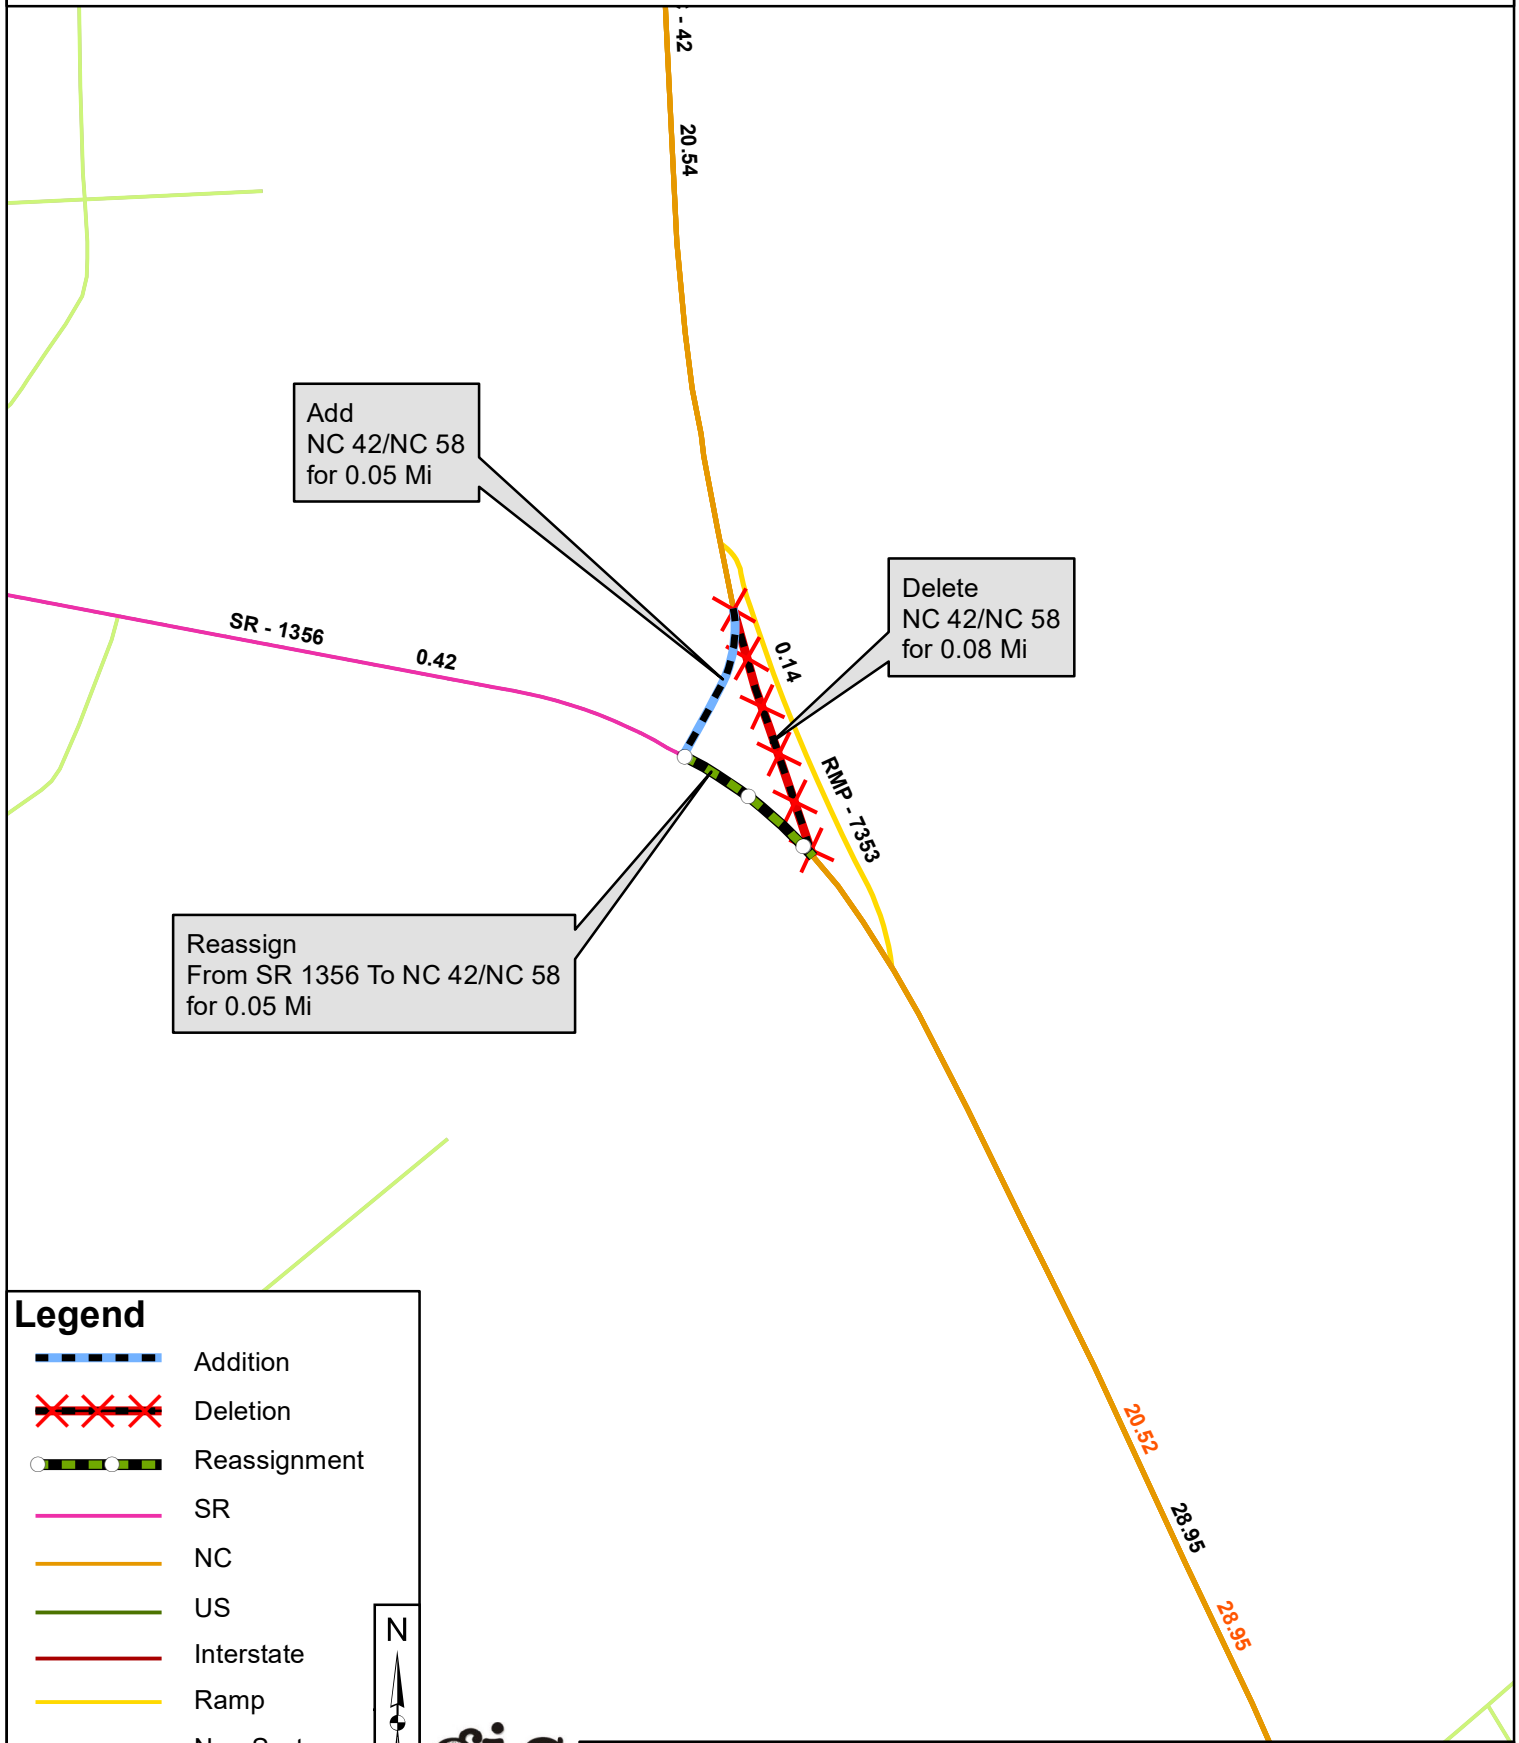 - 42
20.54
Add
NC 42/NC 58
for 0.05 Mi
Delete
NC 42/NC 58
for 0.08 Mi
SR - 1356
0.42
0.14
RMP - 7353
Reassign
From SR 1356 To NC 42/NC 58
for 0.05 Mi
20.52
28.95
28.95
Legend
Addition
Deletion
Reassignment
SR
NC
US
Interstate
Ramp
N